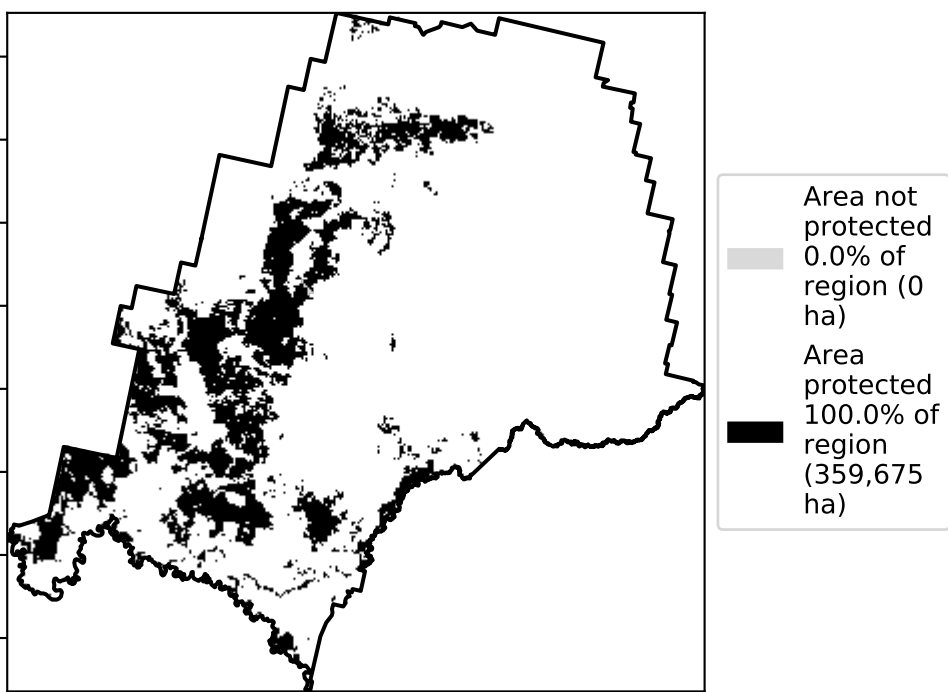 Area not
protected
0.0% of
region (0
ha)
Area
protected
100.0% of
region
(359,675
ha)